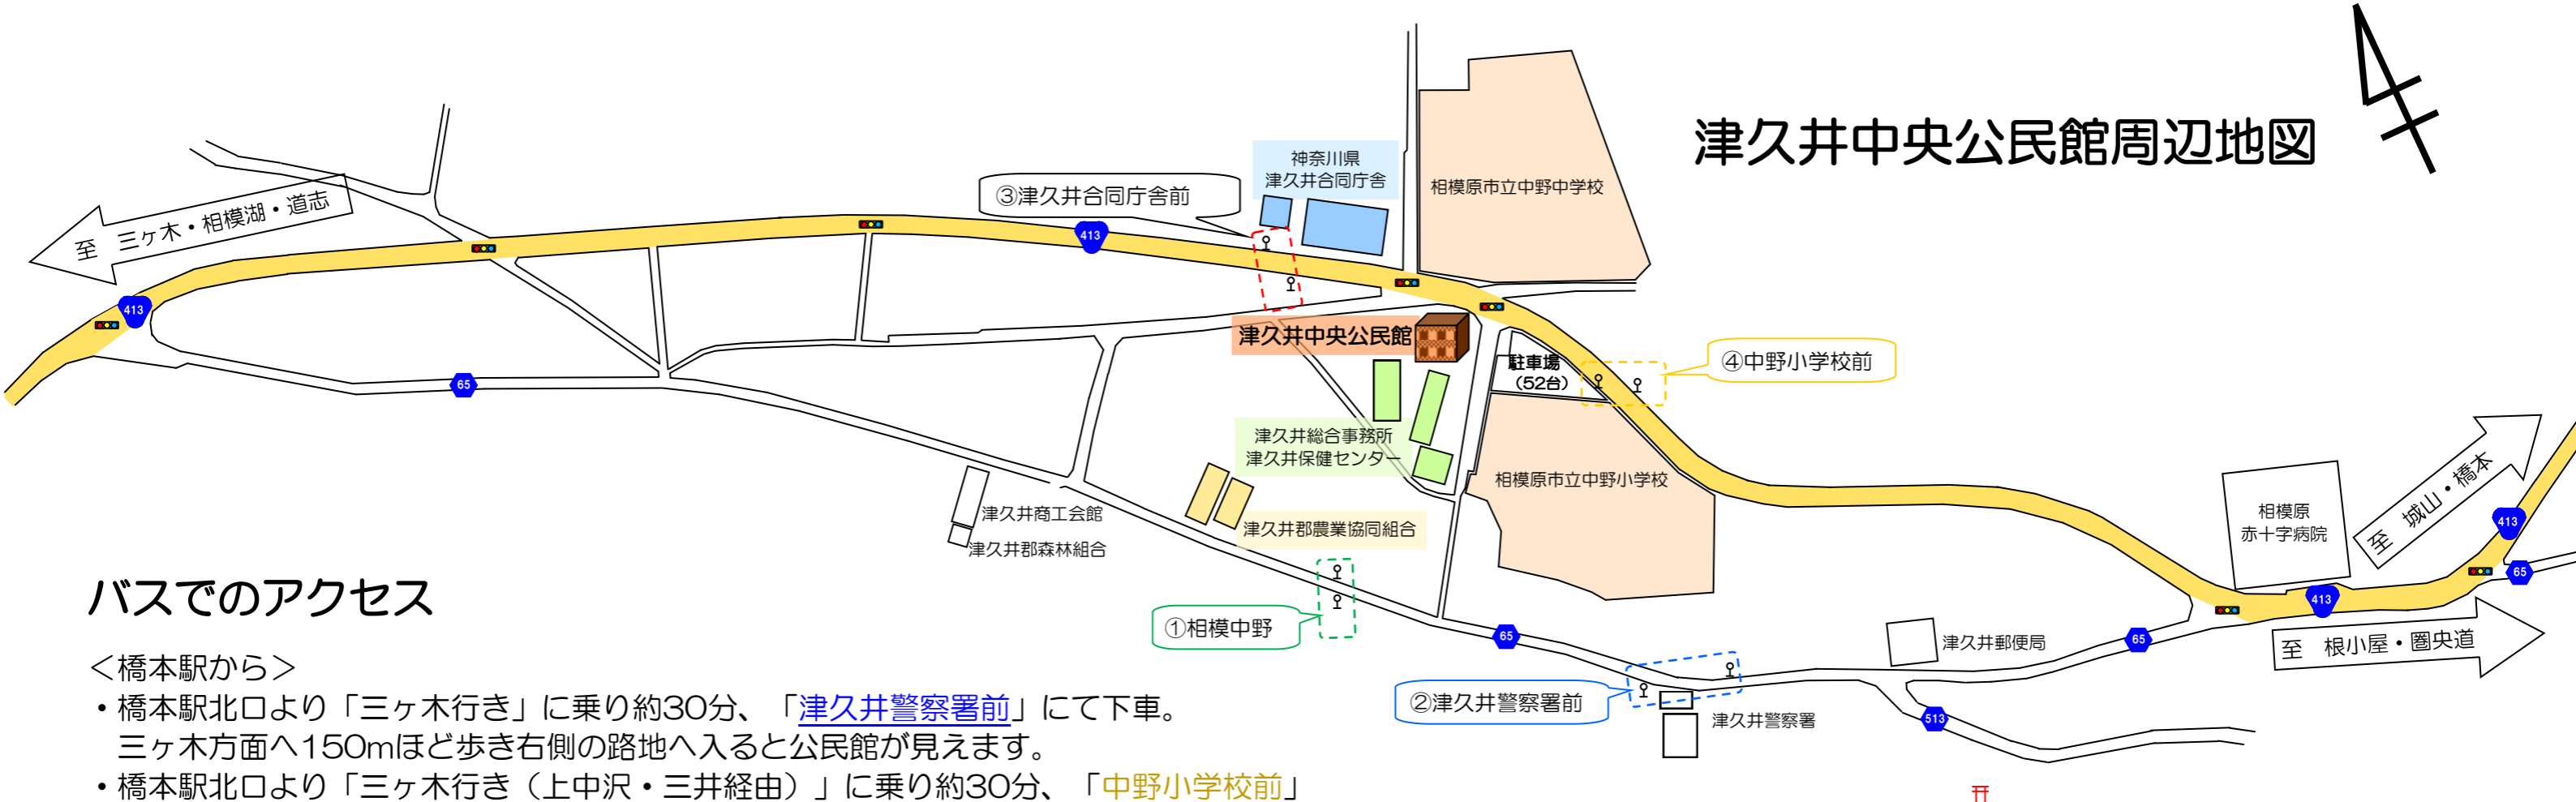 津久井中央公民館周辺地図
神奈川県
津久井合同庁舎
相模原市立中野中学校
③津久井合同庁舎前
至 三ヶ木・相模湖・道志
413
413
津久井中央公民館
駐車場
(52台)
④中野小学校前
65
津久井総合事務所
津久井保健センター
相模原市立中野小学校
相模原
赤十字病院
至 城山・橋本
413
津久井商工会館
津久井郡森林組合
津久井郡農業協同組合
65
413
①相模中野
65
津久井郵便局
65
至 根小屋・圏央道
②津久井警察署前
津久井警察署
513
バスでのアクセス
<橋本駅から>
・橋本駅北口より「三ヶ木行き」に乗り約30分、「津久井警察署前」にて下車。
三ヶ木方面へ150mほど歩き右側の路地へ入ると公民館が見えます。
・橋本駅北口より「三ヶ木行き（上中沢・三井経由）」に乗り約30分、「中野小学校前」